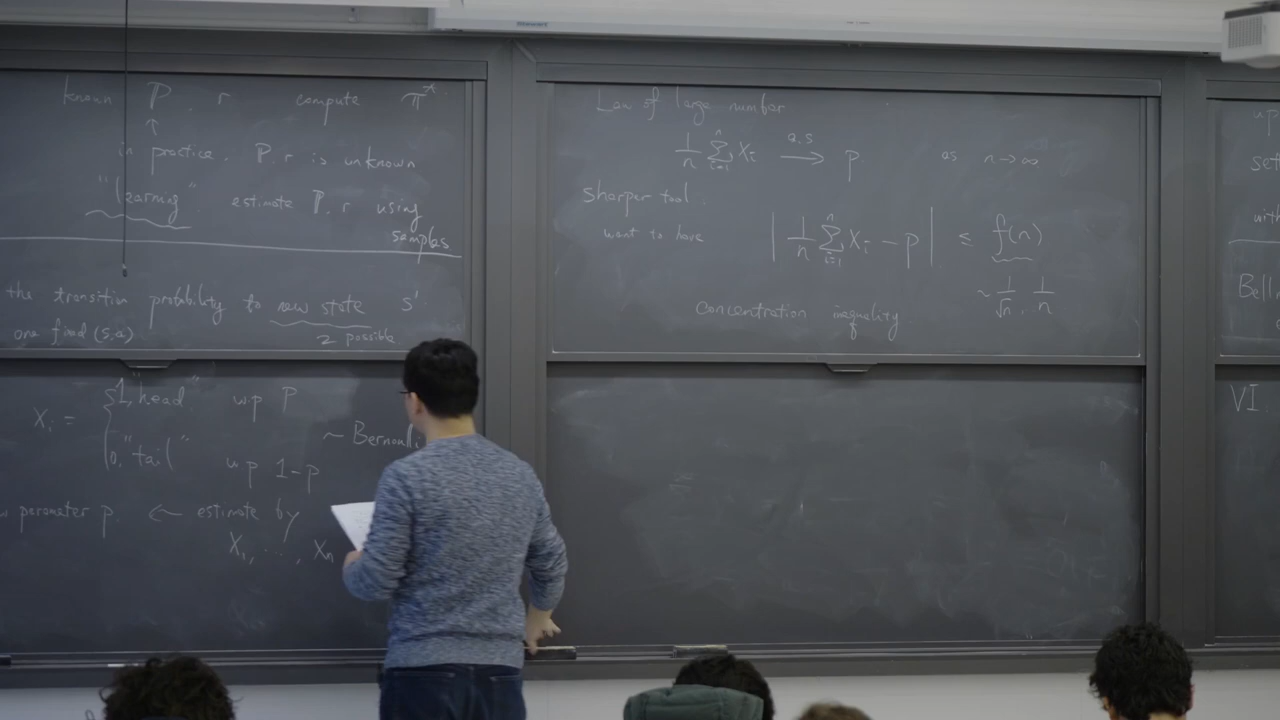 known P, r compute π*
↑
in practice, P, r is unknown
"learning" estimate P, r using
samples
the transition probability to new state s'
one fixed (s,a) 2 possible
X_i = { 1, "head" w.p P
0, "tail" w p 1-p
~ Bernoulli
parameter p. ← estimate by
X_1, ..., X_n
Law of large number
1/n Σ_{i=1}^n X_i →^{a.s} p as n→∞
Sharper tool.
want to have | 1/n Σ_{i=1}^n X_i - p | ≤ f(n)
~ 1/√n, 1/n
Concentration inequality
VI